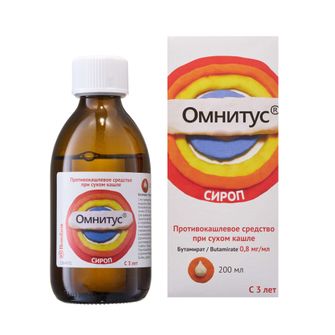 Противокашлевое средство
при сухом кашле
Омнитус®
СИРОП
С 3 лет
Омнитус®
СИРОП
Противокашлевое средство
при сухом кашле
Бутамират / Butamirate 0,8 мг/мл
200 мл
С 3 лет